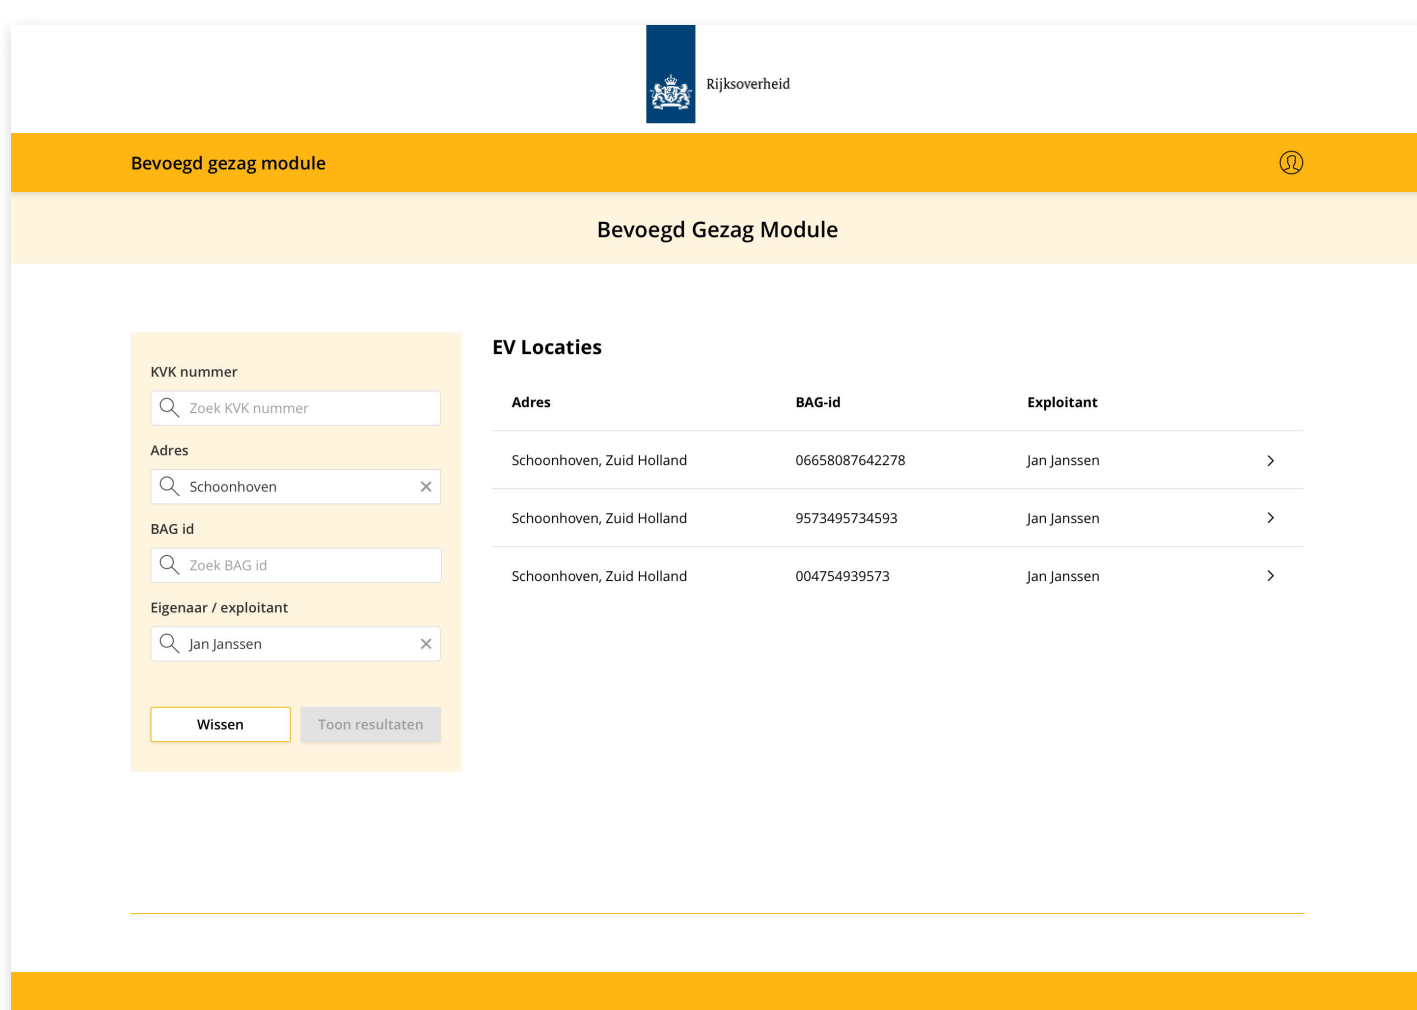 Rijksoverheid
Bevoegd gezag module
Bevoegd Gezag Module
KVK nummer
Zoek KVK nummer
Adres
Schoonhoven
BAG id
Zoek BAG id
Eigenaar / exploitant
Jan Janssen
Wissen Toon resultaten
EV Locaties
Adres BAG-id Exploitant
Schoonhoven, Zuid Holland 06658087642278 Jan Janssen
Schoonhoven, Zuid Holland 9573495734593 Jan Janssen
Schoonhoven, Zuid Holland 004754939573 Jan Janssen